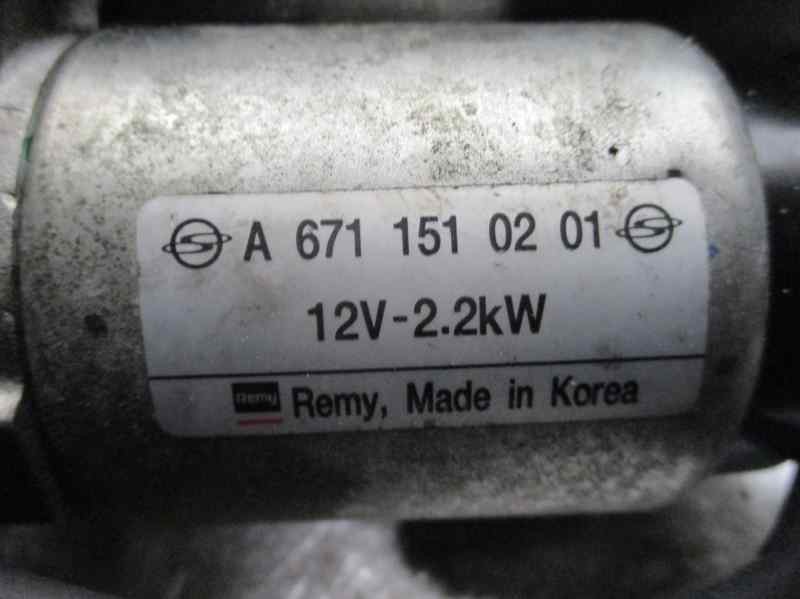 A 671 151 02 01
12V-2.2kW
Remy Remy, Made in Korea